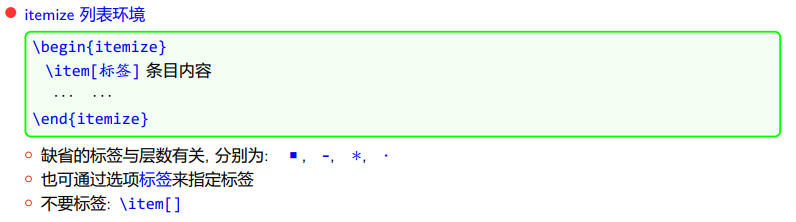 ● itemize 列表环境
\begin{itemize}
\item[标签] 条目内容
... ...
\end{itemize}
○ 缺省的标签与层数有关, 分别为: ▪, -, *, ·
○ 也可通过选项标签来指定标签
○ 不要标签: \item[]